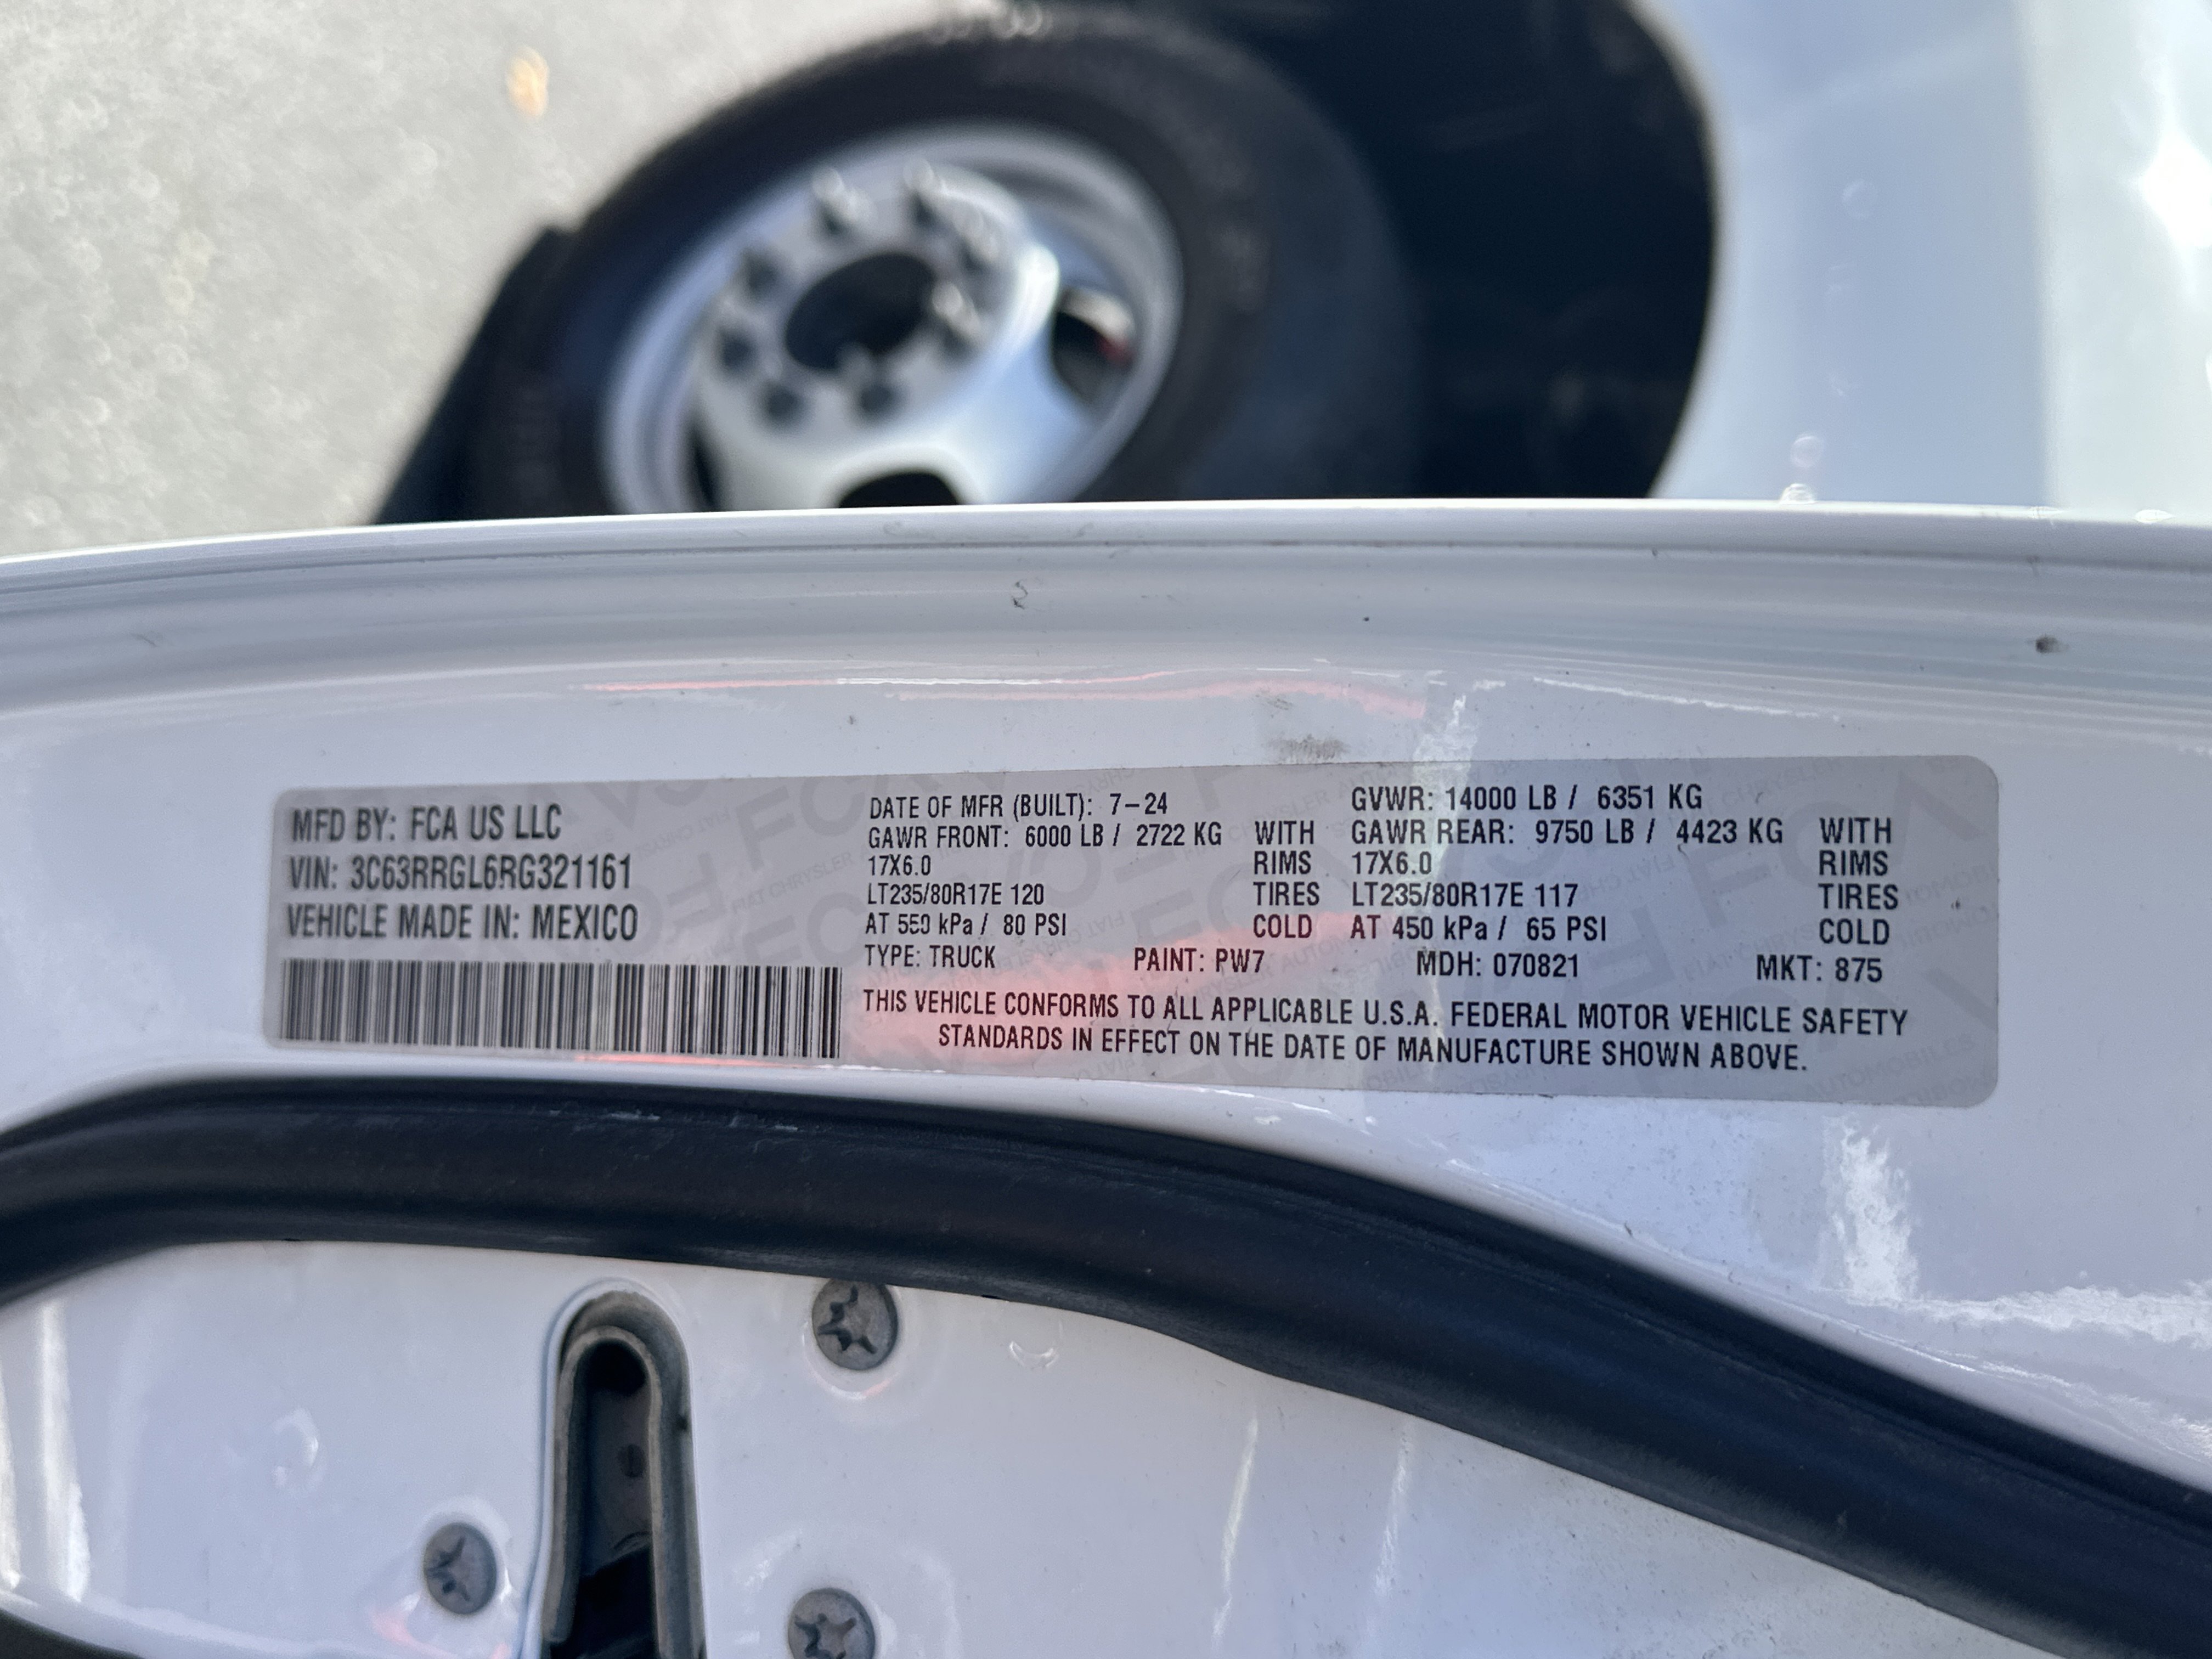 MFD BY: FCA US LLC
VIN: 3C63RRGL6RG321161
VEHICLE MADE IN: MEXICO
DATE OF MFR (BUILT): 7-24 GVWR: 14000 LB / 6351 KG
GAWR FRONT: 6000 LB / 2722 KG WITH GAWR REAR: 9750 LB / 4423 KG WITH
17X6.0 RIMS 17X6.0 RIMS
LT235/80R17E 120 TIRES LT235/80R17E 117 TIRES
AT 550 kPa / 80 PSI COLD AT 450 kPa / 65 PSI COLD
TYPE: TRUCK PAINT: PW7 MDH: 070821 MKT: 875
THIS VEHICLE CONFORMS TO ALL APPLICABLE U.S.A. FEDERAL MOTOR VEHICLE SAFETY
STANDARDS IN EFFECT ON THE DATE OF MANUFACTURE SHOWN ABOVE.